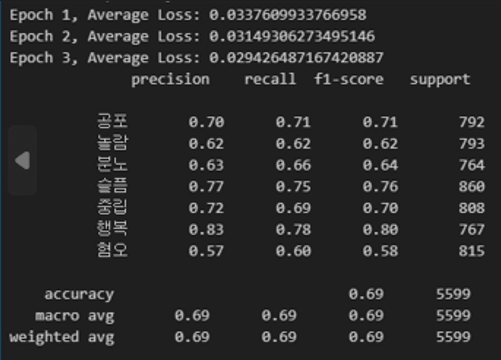 Epoch 1, Average Loss: 0.0337609933766958
Epoch 2, Average Loss: 0.03149306273495146
Epoch 3, Average Loss: 0.029426487167420887
precision recall f1-score support
공포 0.70 0.71 0.71 792
놀람 0.62 0.62 0.62 793
분노 0.63 0.66 0.64 764
슬픔 0.77 0.75 0.76 860
중립 0.72 0.69 0.70 808
행복 0.83 0.78 0.80 767
혐오 0.57 0.60 0.58 815
accuracy 0.69 5599
macro avg 0.69 0.69 0.69 5599
weighted avg 0.69 0.69 0.69 5599